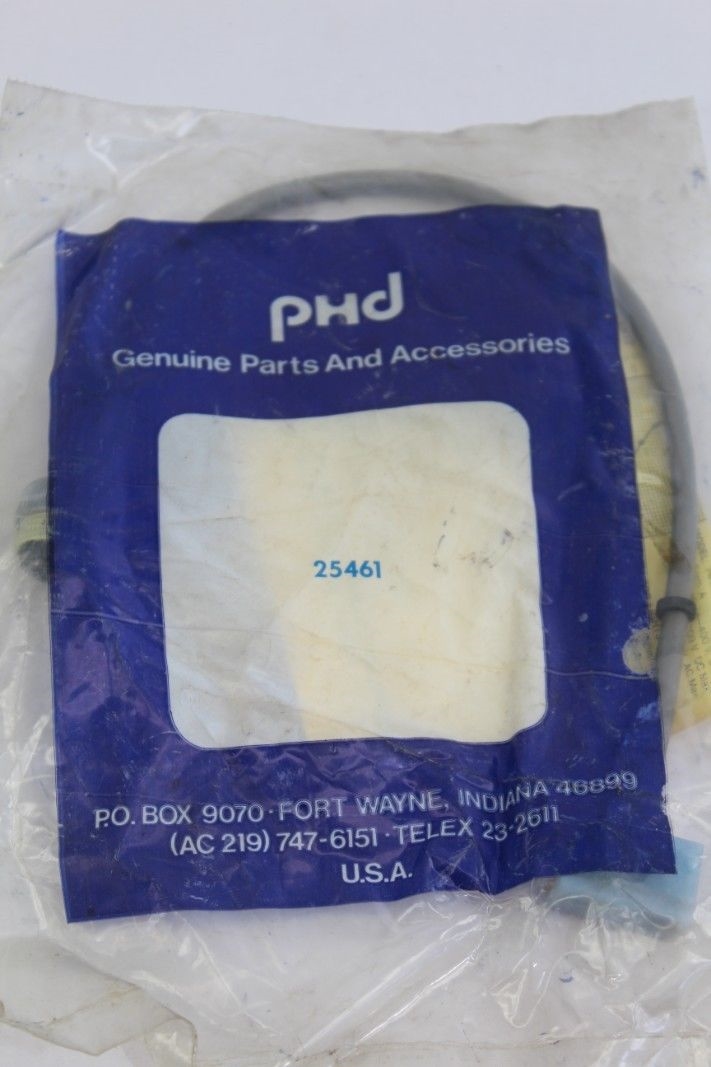 PHd
Genuine Parts And Accessories
25461
P.O. BOX 9070 · FORT WAYNE, INDIANA 46899
(AC 219) 747-6151 · TELEX 23-2611
U.S.A.